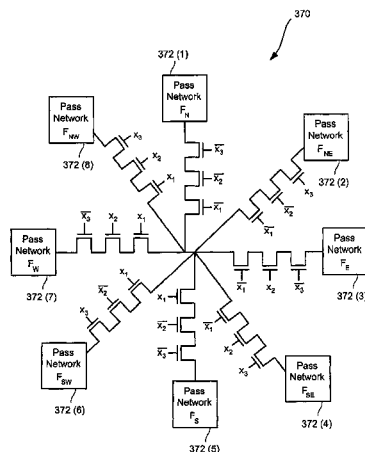 370
372 (1)
Pass
Network
F_N
x̄₃
x̄₂
x̄₁
Pass
Network
F_NW
372 (8)
x₃
x₂
x₁
Pass
Network
F_NE
372 (2)
x₃
x̄₂
x̄₁
Pass
Network
F_W
372 (7)
x̄₃ x₂ x₁
Pass
Network
F_E
372 (3)
x̄₁ x₂ x̄₃
x₁
x̄₂
x₃
Pass
Network
F_SW
372 (6)
x₁
x̄₂
x̄₃
Pass
Network
F_S
372 (5)
x̄₁
x₂
x₃
Pass
Network
F_SE
372 (4)